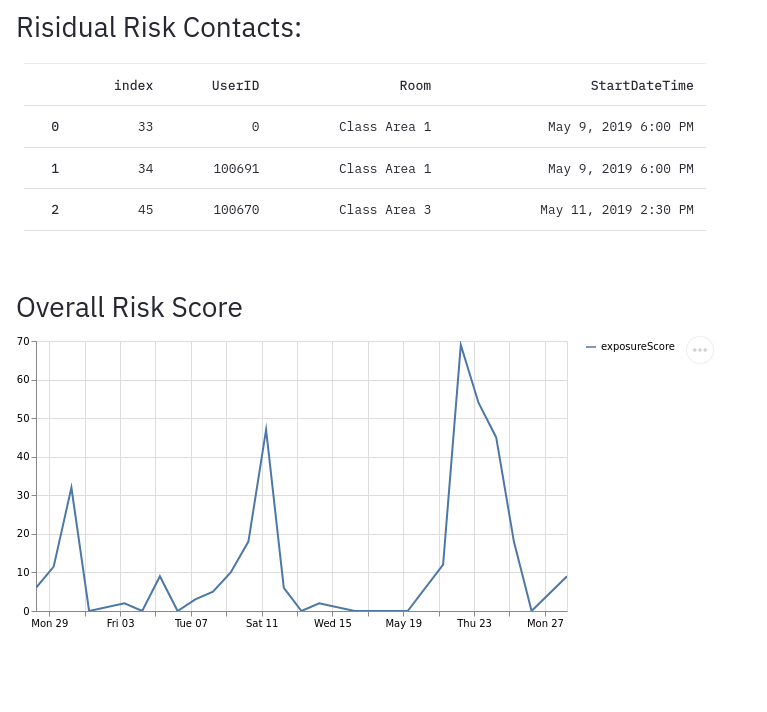 Risidual Risk Contacts:
index UserID Room StartDateTime
0 33 0 Class Area 1 May 9, 2019 6:00 PM
1 34 100691 Class Area 1 May 9, 2019 6:00 PM
2 45 100670 Class Area 3 May 11, 2019 2:30 PM
Overall Risk Score
70
60
50
40
30
20
10
0
Mon 29 Fri 03 Tue 07 Sat 11 Wed 15 May 19 Thu 23 Mon 27
exposureScore